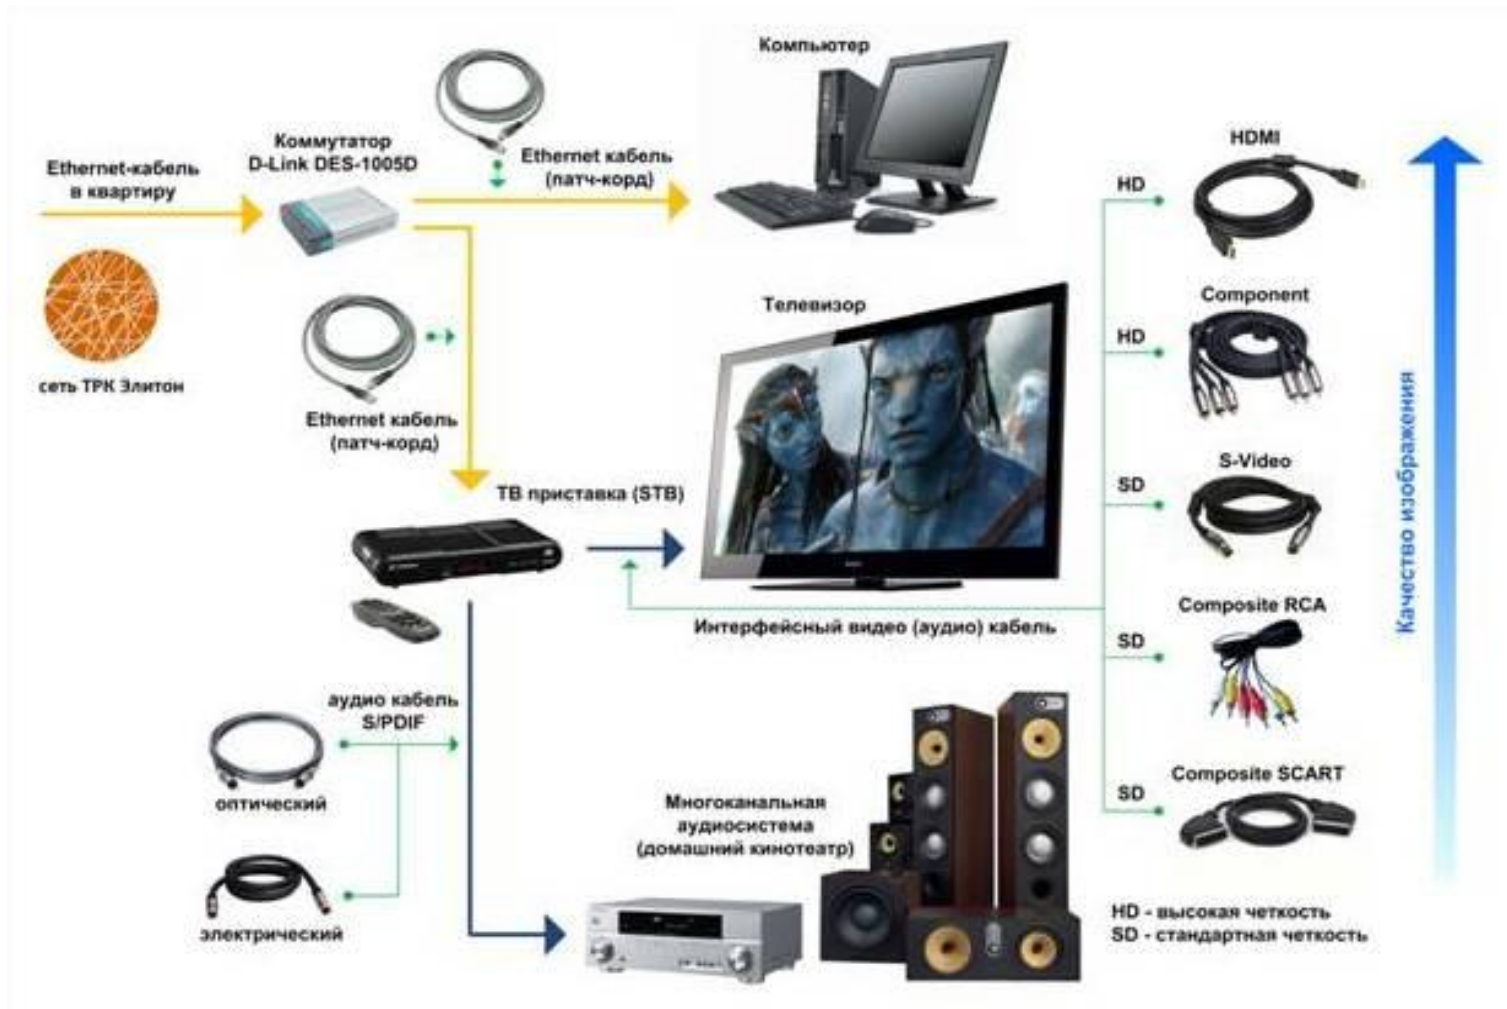 Компьютер
Коммутатор
D-Link DES-1005D
Ethernet-кабель
в квартиру
Ethernet кабель
(патч-корд)
HDMI
HD
сеть ТРК Элитон
Телевизор
Component
HD
Ethernet кабель
(патч-корд)
S-Video
SD
ТВ приставка (STB)
Качество изображения
Composite RCA
Интерфейсный видео (аудио) кабель
SD
аудио кабель
S/PDIF
оптический
Composite SCART
SD
Многоканальная
аудиосистема
(домашний кинотеатр)
электрический
HD - высокая четкость
SD - стандартная четкость